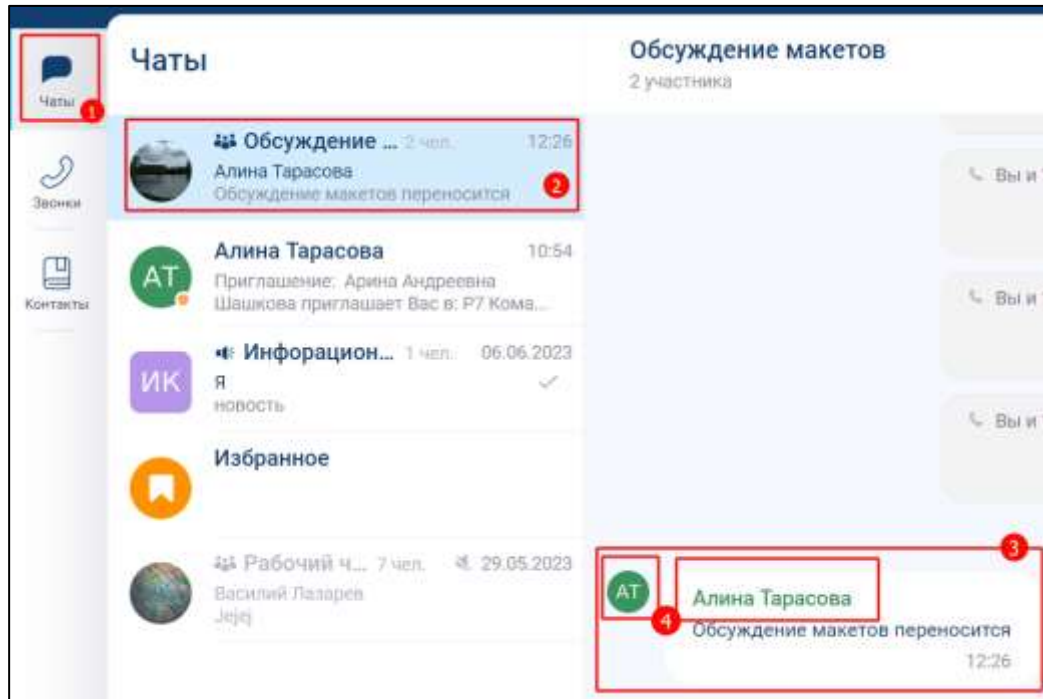 Чаты
1
Звонки
Контакты
Чаты
Обсуждение ... 2 чел. 12:26
Алина Тарасова
Обсуждение макетов переносится
2
АТ
Алина Тарасова 10:54
Приглашение: Арина Андреевна
Шашкова приглашает Вас в: Р7 Кома...
ИК
Инфорацион... 1 чел. 06.06.2023
Я
новость
Избранное
Рабочий ч... 7 чел. 29.05.2023
Василий Лазарев
Jejej
Обсуждение макетов
2 участника
Вы и
Вы и
Вы и
3
АТ
4
Алина Тарасова
Обсуждение макетов переносится
12:26